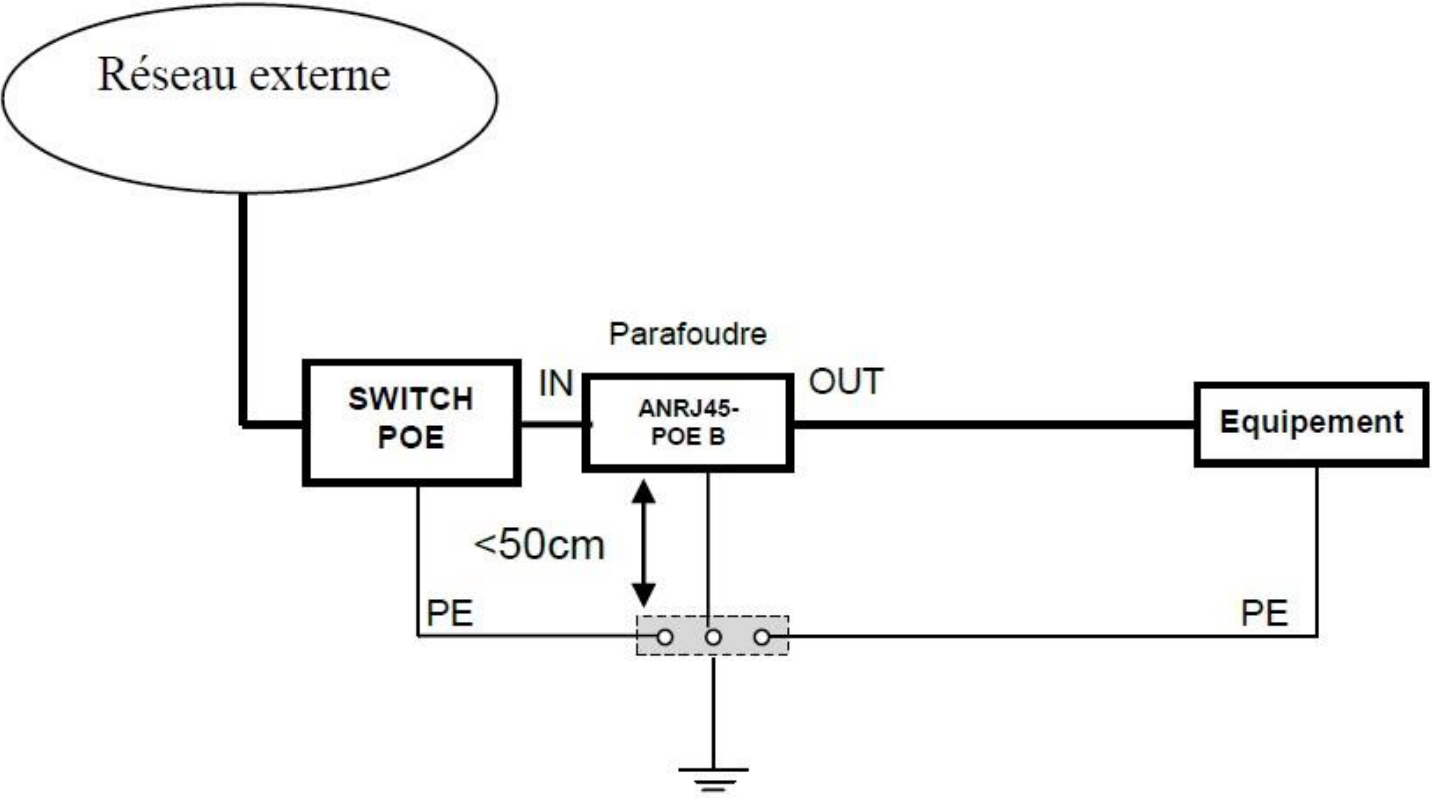 Réseau externe
Parafoudre
SWITCH
POE
IN
ANRJ45-
POE B
OUT
Equipement
<50cm
PE
PE